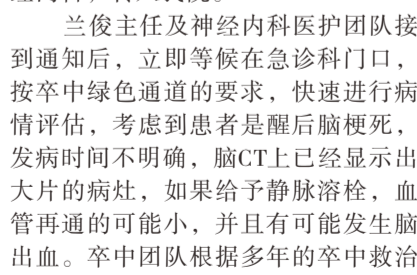 兰俊主任及神经内科医护团队接
到通知后，立即等候在急诊科门口，
按卒中绿色通道的要求，快速进行病
情评估，考虑到患者是醒后脑梗死，
发病时间不明确，脑CT上已经显示出
大片的病灶，如果给予静脉溶栓，血
管再通的可能小，并且有可能发生脑
出血。卒中团队根据多年的卒中救治